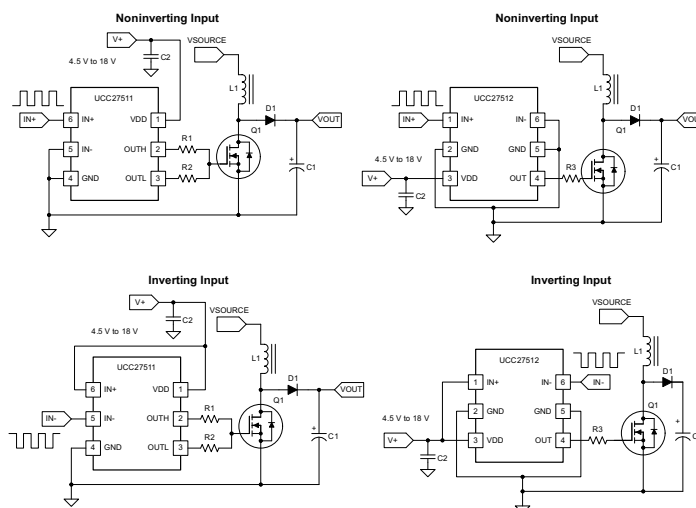 Noninverting Input
V+
C2
4.5 V to 18 V
VSOURCE
L1
UCC27511
IN+
6 IN+
VDD 1
5 IN-
OUTH 2
4 GND
OUTL 3
R1
R2
Q1
D1
VOUT
+
C1
Noninverting Input
VSOURCE
L1
UCC27512
IN+
1 IN+
IN- 6
2 GND
GND 5
3 VDD
OUT 4
4.5 V to 18 V
V+
C2
R3
Q1
D1
VOU
+
C1
Inverting Input
V+
C2
4.5 V to 18 V
VSOURCE
L1
UCC27511
6 IN+
VDD 1
IN-
5 IN-
OUTH 2
4 GND
OUTL 3
R1
R2
Q1
D1
VOUT
+
C1
Inverting Input
VSOURCE
L1
UCC27512
1 IN+
IN- 6
IN-
2 GND
GND 5
3 VDD
OUT 4
4.5 V to 18 V
V+
C2
R3
Q1
D1
+
C